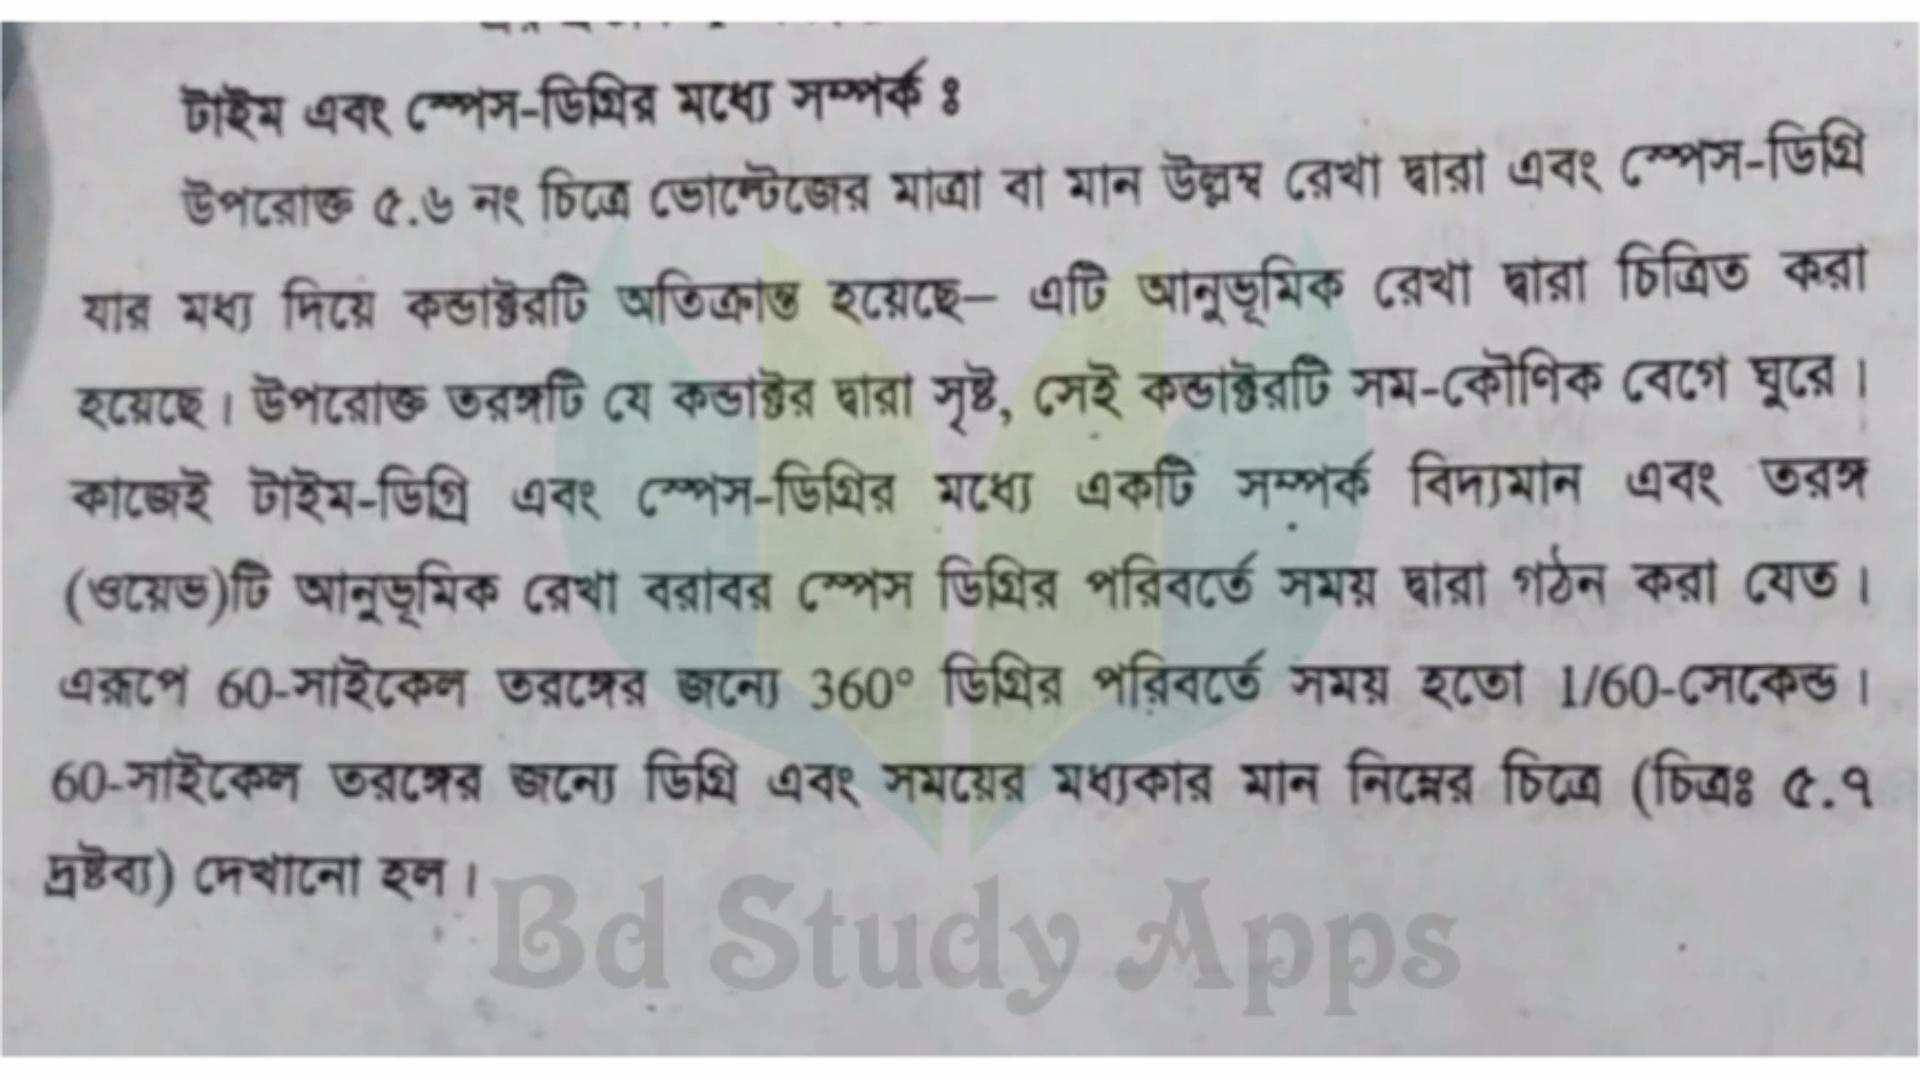 টাইম এবং স্পেস-ডিগ্রির মধ্যে সম্পর্ক ঃ
উপরোক্ত ৫.৬ নং চিত্রে ভোল্টেজের মাত্রা বা মান উল্লম্ব রেখা দ্বারা এবং স্পেস-ডিগ্রি
যার মধ্য দিয়ে কন্ডাক্টরটি অতিক্রান্ত হয়েছে– এটি আনুভূমিক রেখা দ্বারা চিত্রিত করা
হয়েছে। উপরোক্ত তরঙ্গটি যে কন্ডাক্টর দ্বারা সৃষ্ট, সেই কন্ডাক্টরটি সম-কৌণিক বেগে ঘুরে।
কাজেই টাইম-ডিগ্রি এবং স্পেস-ডিগ্রির মধ্যে একটি সম্পর্ক বিদ্যমান এবং তরঙ্গ
(ওয়েভ)টি আনুভূমিক রেখা বরাবর স্পেস ডিগ্রির পরিবর্তে সময় দ্বারা গঠন করা যেত।
এরূপে 60-সাইকেল তরঙ্গের জন্যে 360° ডিগ্রির পরিবর্তে সময় হতো 1/60-সেকেন্ড।
60-সাইকেল তরঙ্গের জন্যে ডিগ্রি এবং সময়ের মধ্যকার মান নিম্নের চিত্রে (চিত্রঃ ৫.৭
দ্রষ্টব্য) দেখানো হল।
Bd Study Apps